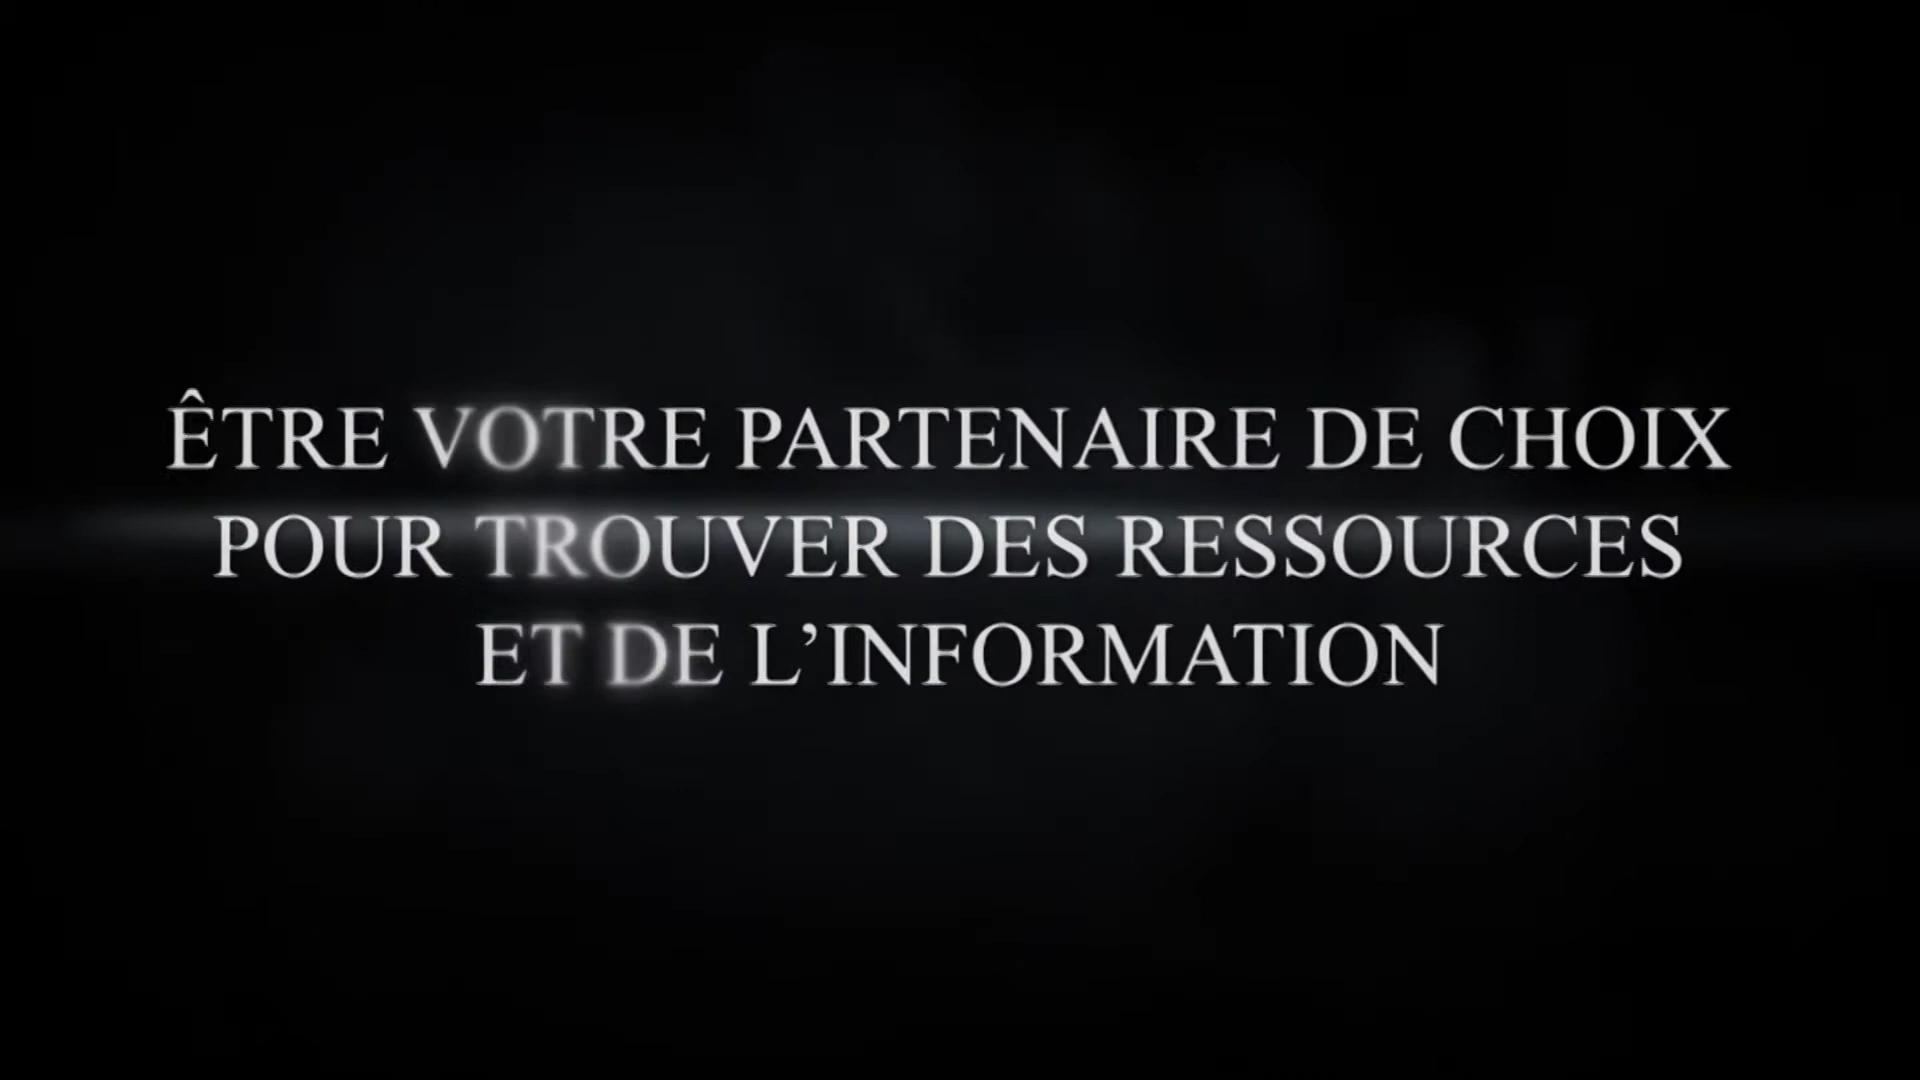 ÊTRE VOTRE PARTENAIRE DE CHOIX
POUR TROUVER DES RESSOURCES
ET DE L’INFORMATION